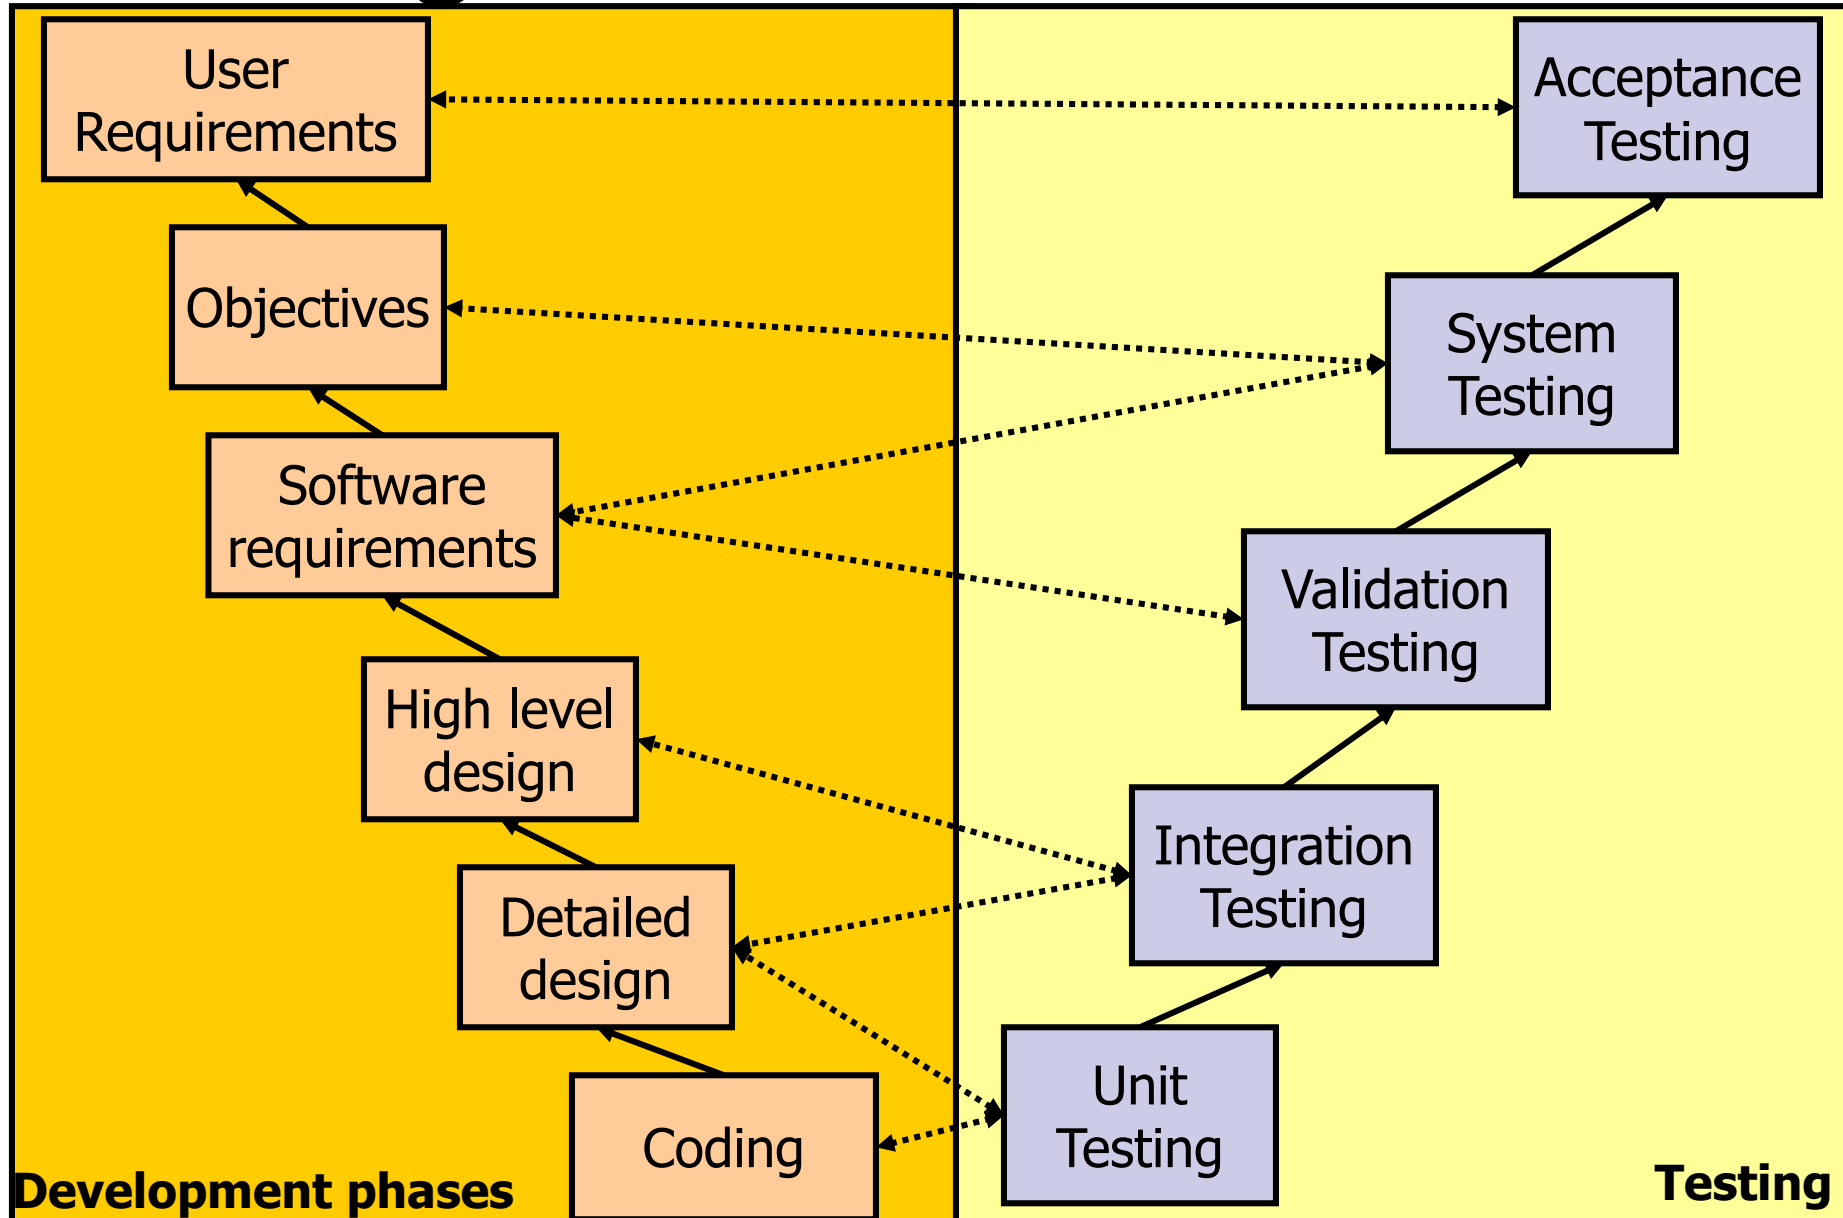 User
Requirements
Acceptance
Testing
Objectives
System
Testing
Software
requirements
Validation
Testing
High level
design
Integration
Testing
Detailed
design
Unit
Testing
Coding
Development phases
Testing